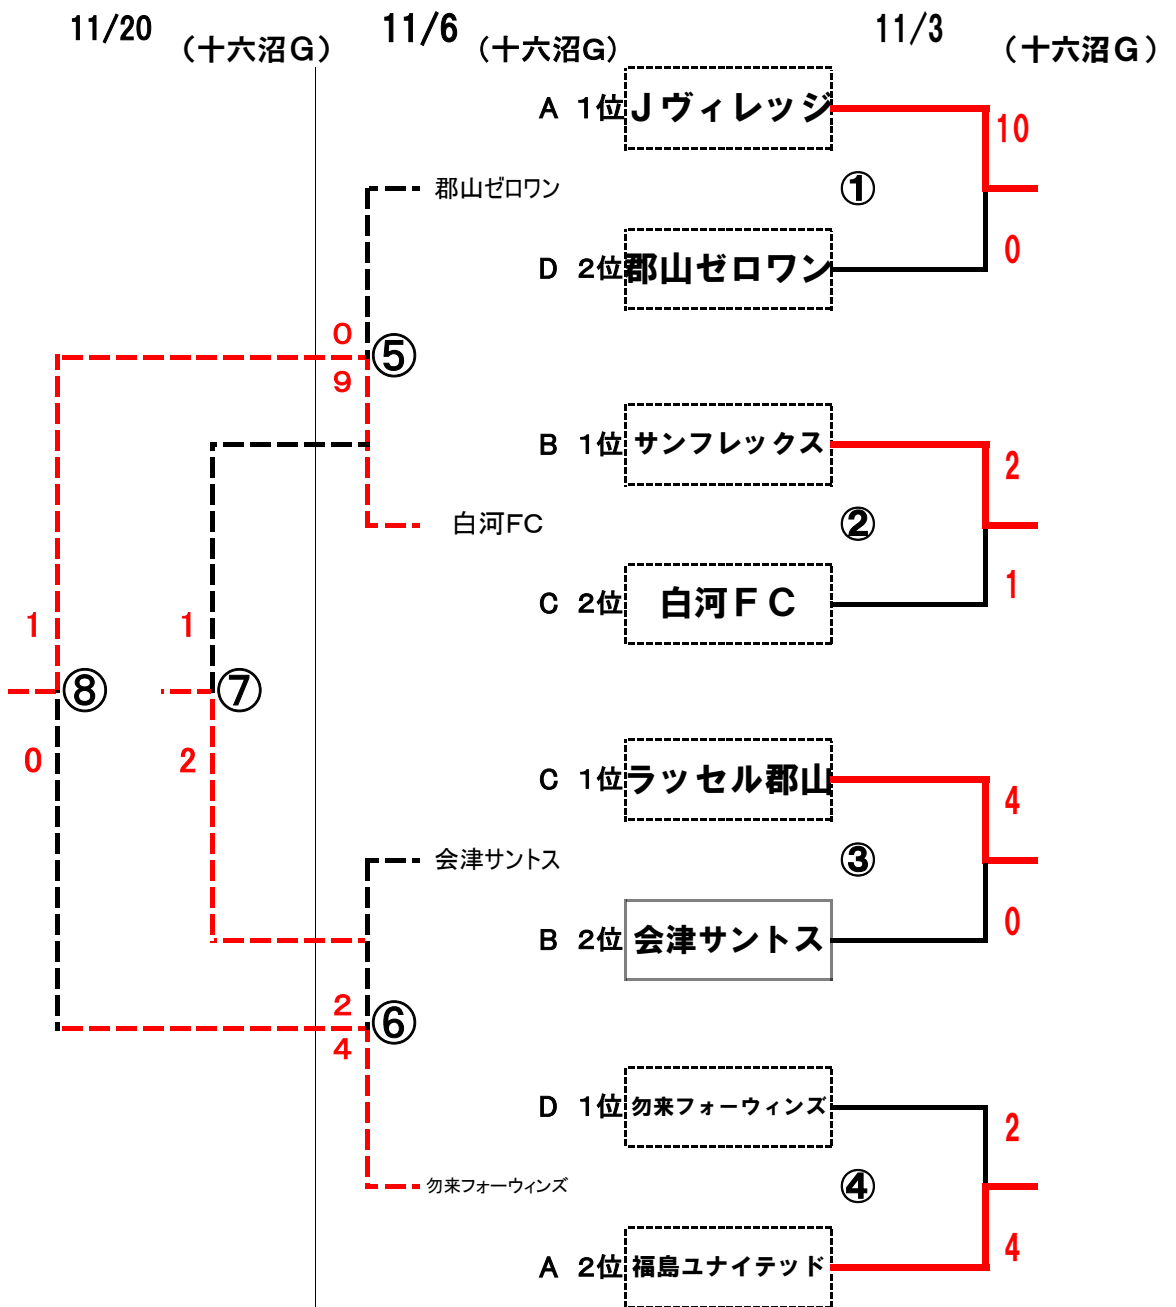 11/20 (十六沼G) 11/6 (十六沼G) 11/3 (十六沼G)
A 1位 Jヴィレッジ
10
郡山ゼロワン ①
D 2位 郡山ゼロワン 0
0
⑤
9
B 1位 サンフレックス 2
白河FC ②
C 2位 白河FC 1
1 1
⑧ ⑦
0 2
C 1位 ラッセル郡山 4
会津サントス ③
B 2位 会津サントス 0
2
⑥
4
D 1位 勿来フォーウィンズ 2
勿来フォーウィンズ ④
A 2位 福島ユナイテッド 4